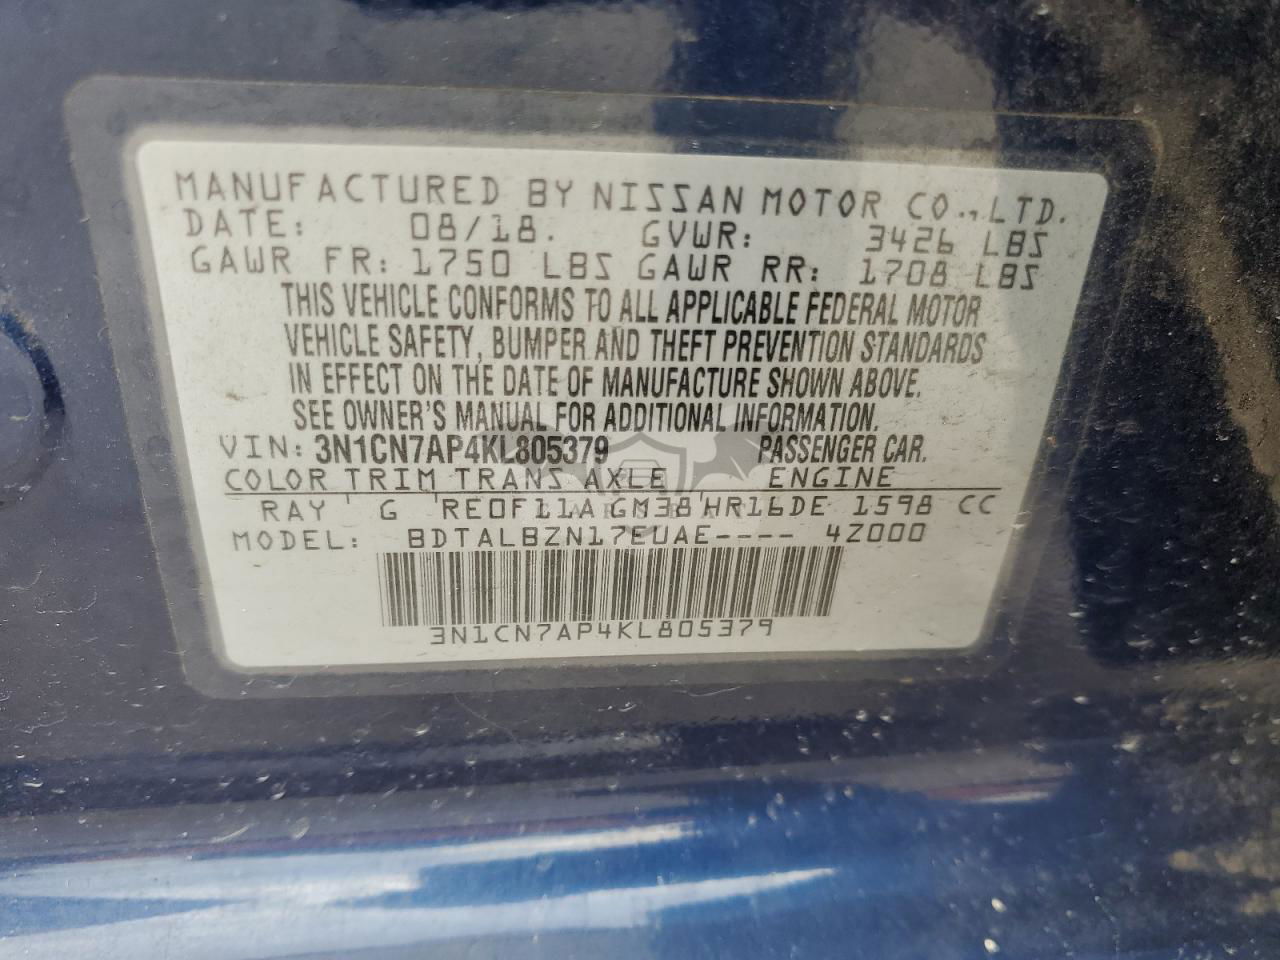 MANUFACTURED BY NISSAN MOTOR CO., LTD.
DATE: 08/18. GVWR: 3426 LBS
GAWR FR: 1750 LBS GAWR RR: 1708 LBS
THIS VEHICLE CONFORMS TO ALL APPLICABLE FEDERAL MOTOR
VEHICLE SAFETY, BUMPER AND THEFT PREVENTION STANDARDS
IN EFFECT ON THE DATE OF MANUFACTURE SHOWN ABOVE.
SEE OWNER'S MANUAL FOR ADDITIONAL INFORMATION.
VIN: 3N1CN7AP4KL805379 PASSENGER CAR.
COLOR TRIM TRANS AXLE ENGINE
RAY ' G ' RE0F11A GM38 ' HR16DE 1598 CC
MODEL: BDTALBZN17EUAE---- 4Z000
3N1CN7AP4KL805379